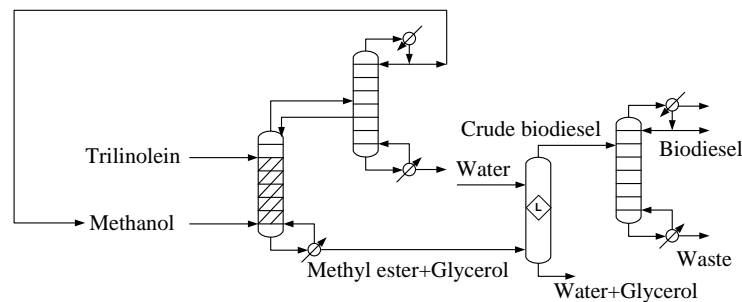 Trilinolein
Methanol
Methyl ester+Glycerol
Water
L
Crude biodiesel
Water+Glycerol
Biodiesel
Waste